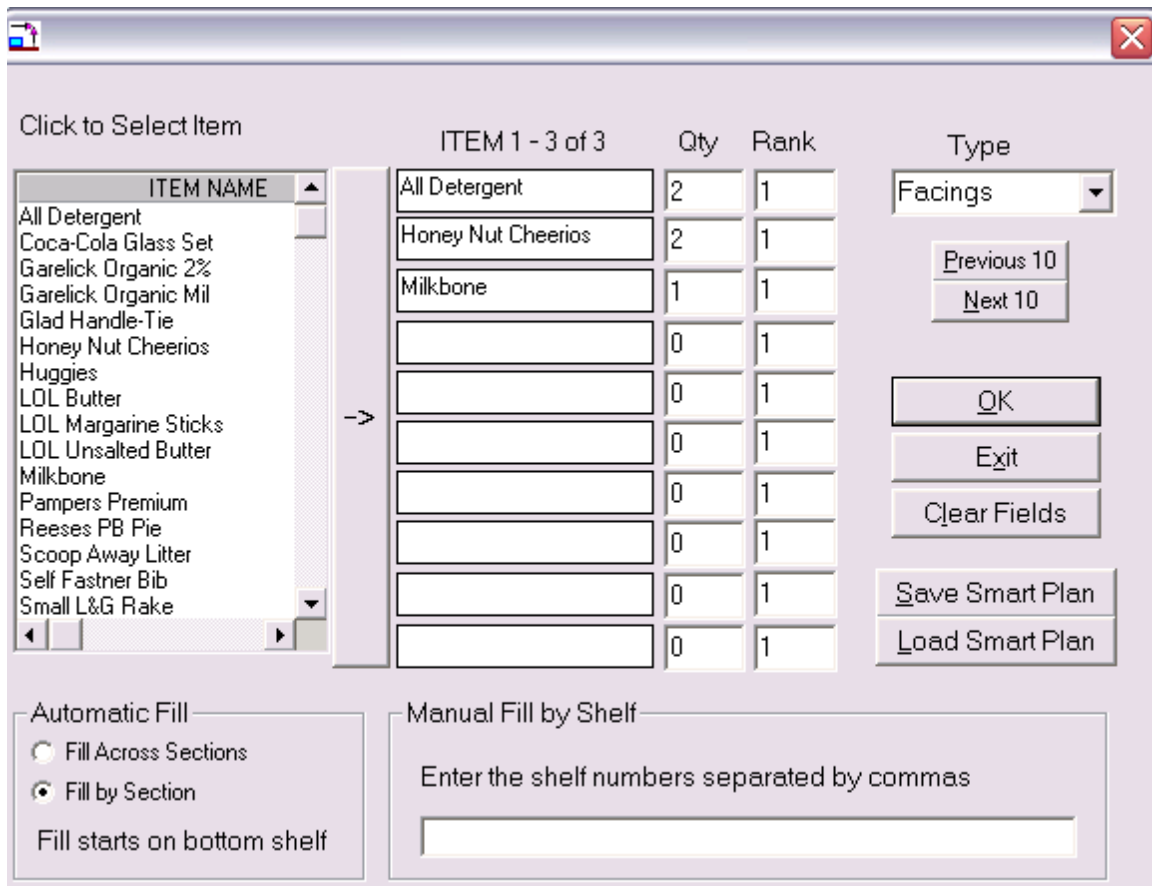 Click to Select Item
ITEM 1 - 3 of 3 Qty Rank
Type
ITEM NAME
All Detergent
Coca-Cola Glass Set
Garelick Organic 2%
Garelick Organic Mil
Glad Handle-Tie
Honey Nut Cheerios
Huggies
LOL Butter
LOL Margarine Sticks
LOL Unsalted Butter
Milkbone
Pampers Premium
Reeses PB Pie
Scoop Away Litter
Self Fastner Bib
Small L&G Rake
->
All Detergent 2 1
Honey Nut Cheerios 2 1
Milkbone 1 1
0 1
0 1
0 1
0 1
0 1
0 1
0 1
Facings
Previous 10
Next 10
OK
Exit
Clear Fields
Save Smart Plan
Load Smart Plan
Automatic Fill
Fill Across Sections
Fill by Section
Fill starts on bottom shelf
Manual Fill by Shelf
Enter the shelf numbers separated by commas